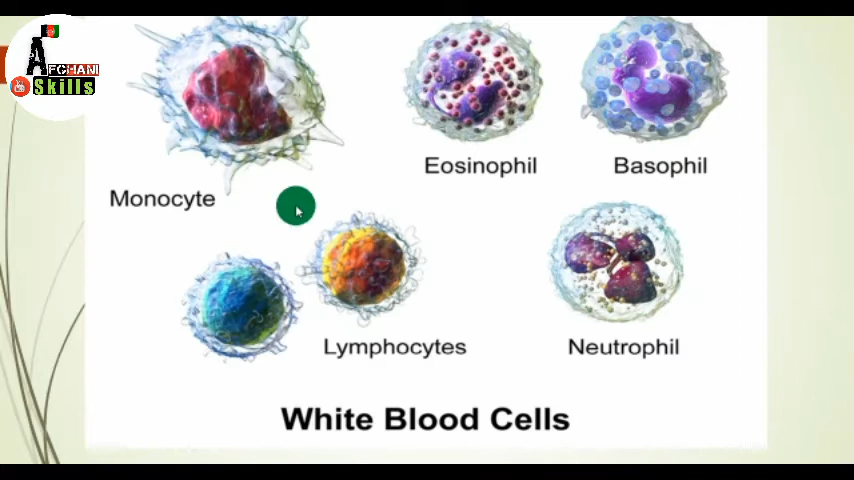 AFGHANI
Skills
Eosinophil
Basophil
Monocyte
Lymphocytes
Neutrophil
White Blood Cells